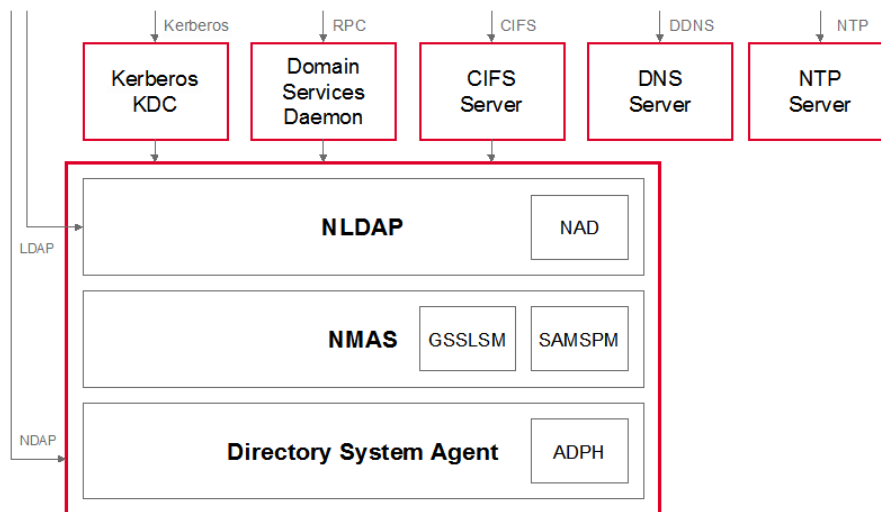 Kerberos
RPC
CIFS
DDNS
NTP
Kerberos
KDC
Domain
Services
Daemon
CIFS
Server
DNS
Server
NTP
Server
LDAP
NLDAP
NAD
NMAS
GSSLSM
SAMSPM
NDAP
Directory System Agent
ADPH